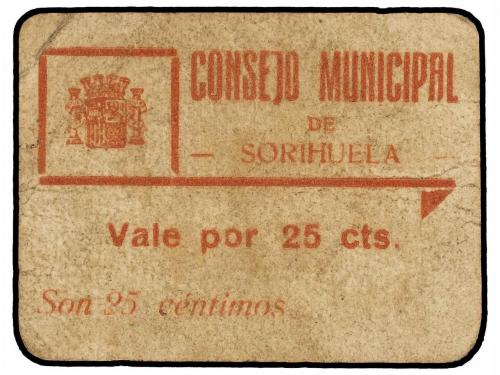 CONSEJO MUNICIPAL
DE
— SORIHUELA —
Vale por 25 cts.
Son 25 céntimos